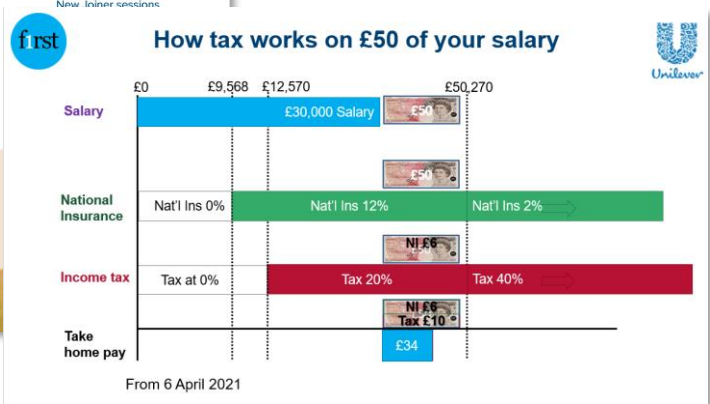 New Joiner sessions
first
How tax works on £50 of your salary
Unilever
£0 £9,568 £12,570 £50,270
Salary
£30,000 Salary £50
£50
National
Insurance
Nat'l Ins 0% Nat'l Ins 12% Nat'l Ins 2%
NI £6
£50
Income tax
Tax at 0% Tax 20% Tax 40%
NI £6
Tax £10
Take
home pay
£34
From 6 April 2021